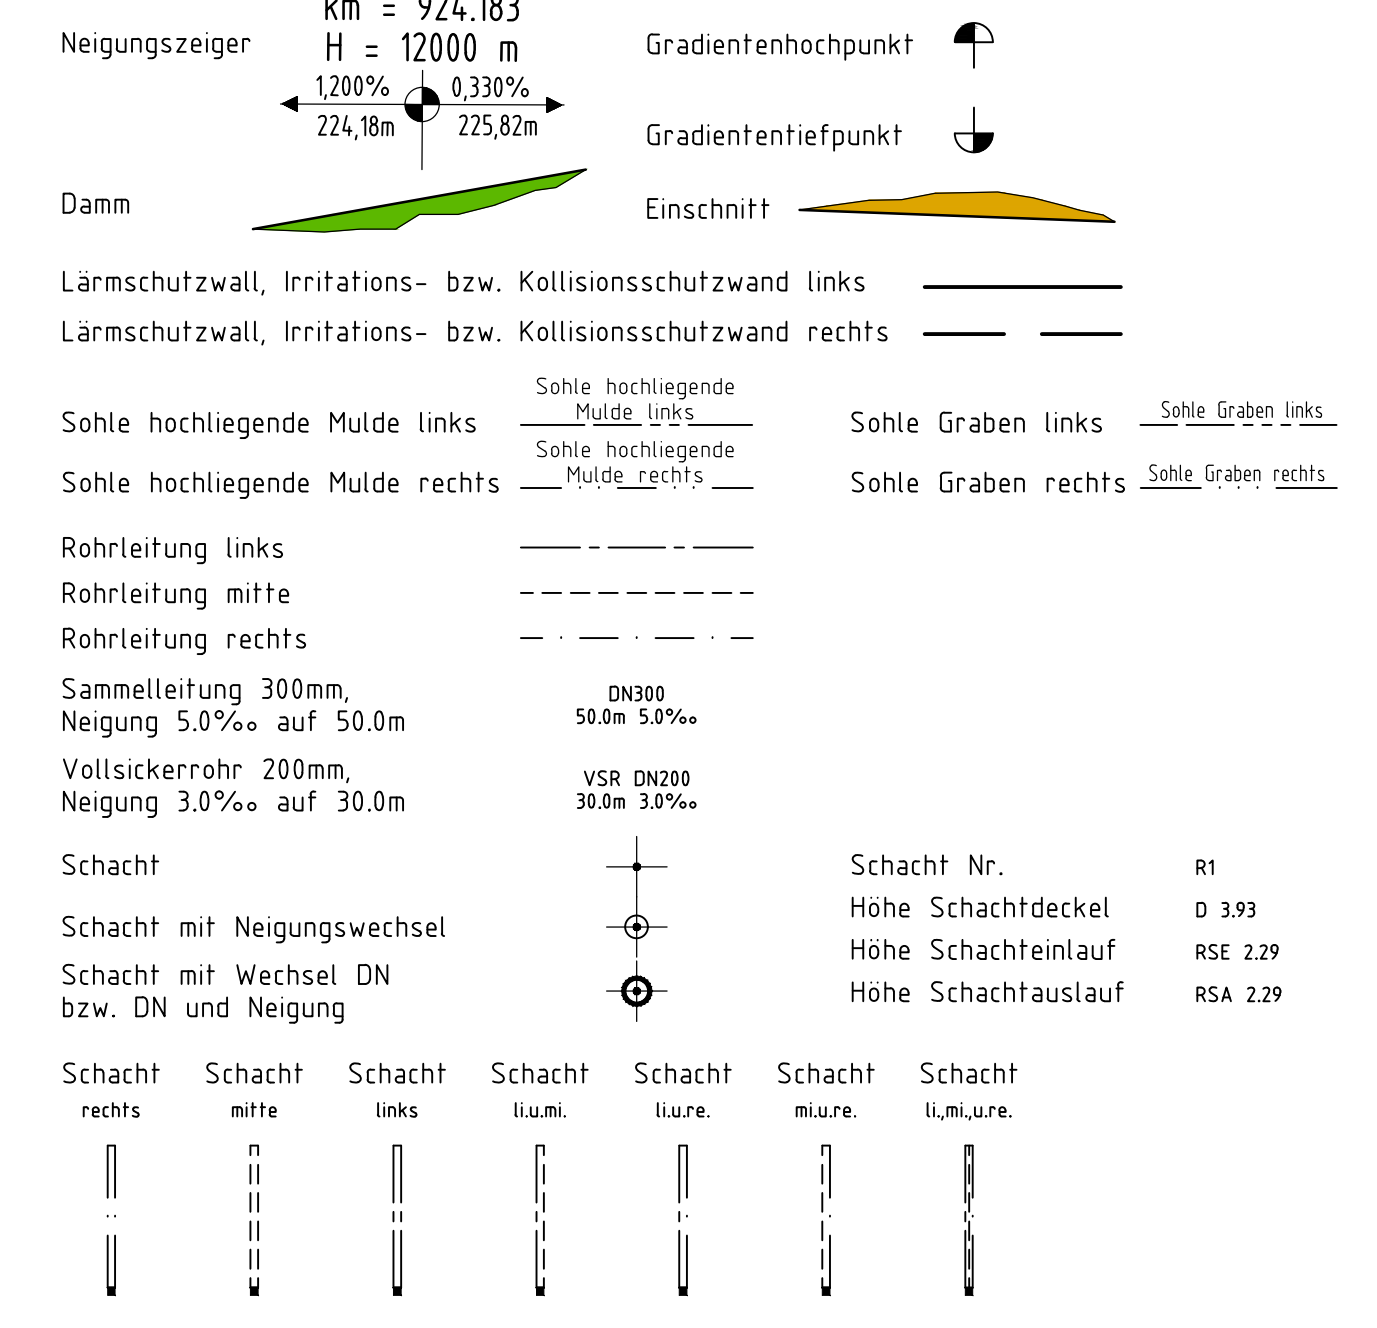 km = 924.183
Neigungszeiger
H = 12000 m
Gradientenhochpunkt
1,200% 0,330%
224,18m 225,82m
Gradiententiefpunkt
Damm
Einschnitt
Lärmschutzwall, Irritations- bzw. Kollisionsschutzwand links
Lärmschutzwall, Irritations- bzw. Kollisionsschutzwand rechts
Sohle hochliegende Mulde links
Sohle hochliegende
Mulde links
Sohle Graben links
Sohle Graben links
Sohle hochliegende Mulde rechts
Sohle hochliegende
Mulde rechts
Sohle Graben rechts
Sohle Graben rechts
Rohrleitung links
Rohrleitung mitte
Rohrleitung rechts
Sammelleitung 300mm,
Neigung 5.0‰ auf 50.0m
DN300
50.0m 5.0‰
Vollsickerrohr 200mm,
Neigung 3.0‰ auf 30.0m
VSR DN200
30.0m 3.0‰
Schacht
Schacht Nr. R1
Höhe Schachtdeckel D 3.93
Schacht mit Neigungswechsel
Höhe Schachteinlauf RSE 2.29
Schacht mit Wechsel DN
bzw. DN und Neigung
Höhe Schachtauslauf RSA 2.29
Schacht Schacht Schacht Schacht Schacht Schacht Schacht
rechts mitte links li.u.mi. li.u.re. mi.u.re. li.,mi.,u.re.